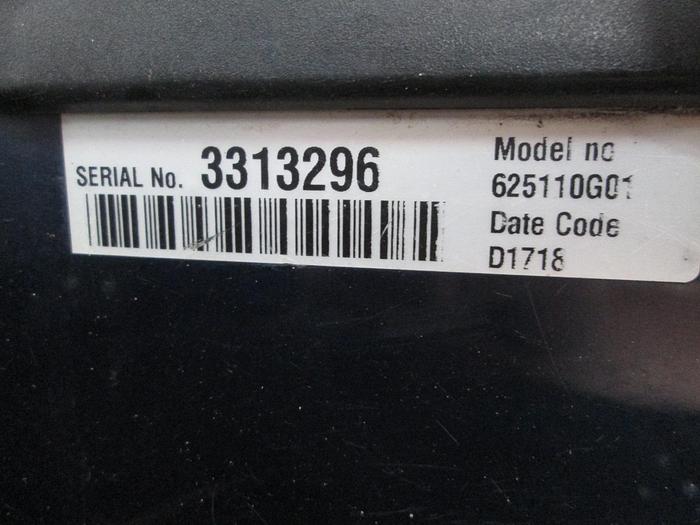 SERIAL No. 3313296
Model no
625110G01
Date Code
D1718